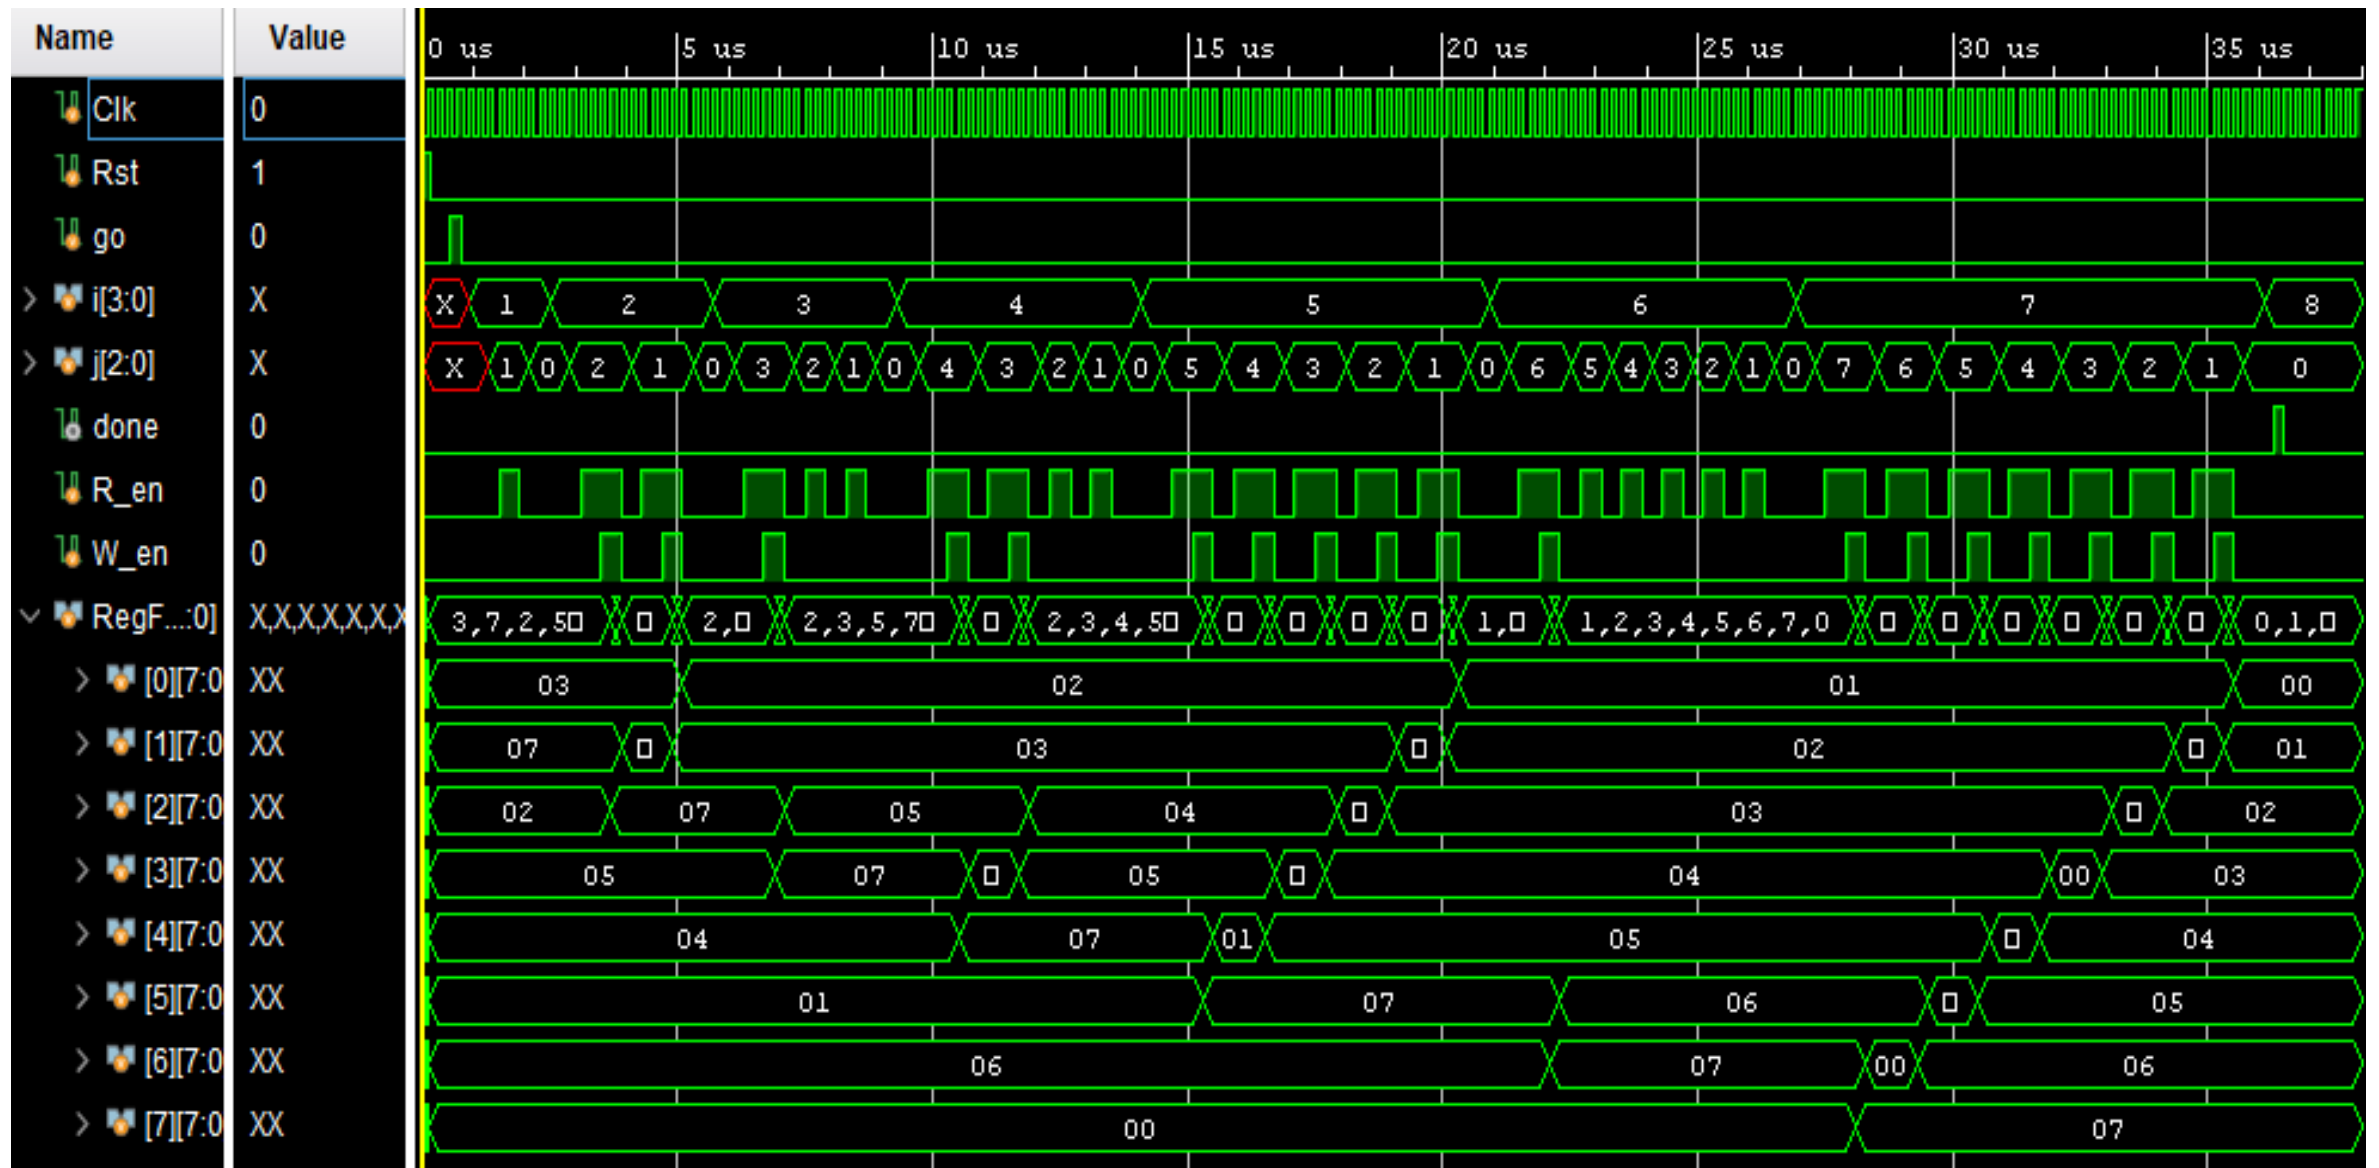 Name Value 0 us 5 us 10 us 15 us 20 us 25 us 30 us 35 us
Clk 0
Rst 1
go 0
i[3:0] X X 1 2 3 4 5 6 7 8
j[2:0] X X 1 0 2 1 0 3 2 1 0 4 3 2 1 0 5 4 3 2 1 0 6 5 4 3 2 1 0 7 6 5 4 3 2 1 0
done 0
R_en 0
W_en 0
RegF...:0] X,X,X,X,X,X,X,X 3,7,2,5 2, 2,3,5,7 2,3,4,5 1, 1,2,3,4,5,6,7,0 0,1,
[0][7:0 XX 03 02 01 00
[1][7:0 XX 07 03 02 01
[2][7:0 XX 02 07 05 04 03 02
[3][7:0 XX 05 07 05 04 00 03
[4][7:0 XX 04 07 01 05 04
[5][7:0 XX 01 07 06 05
[6][7:0 XX 06 07 00 06
[7][7:0 XX 00 07